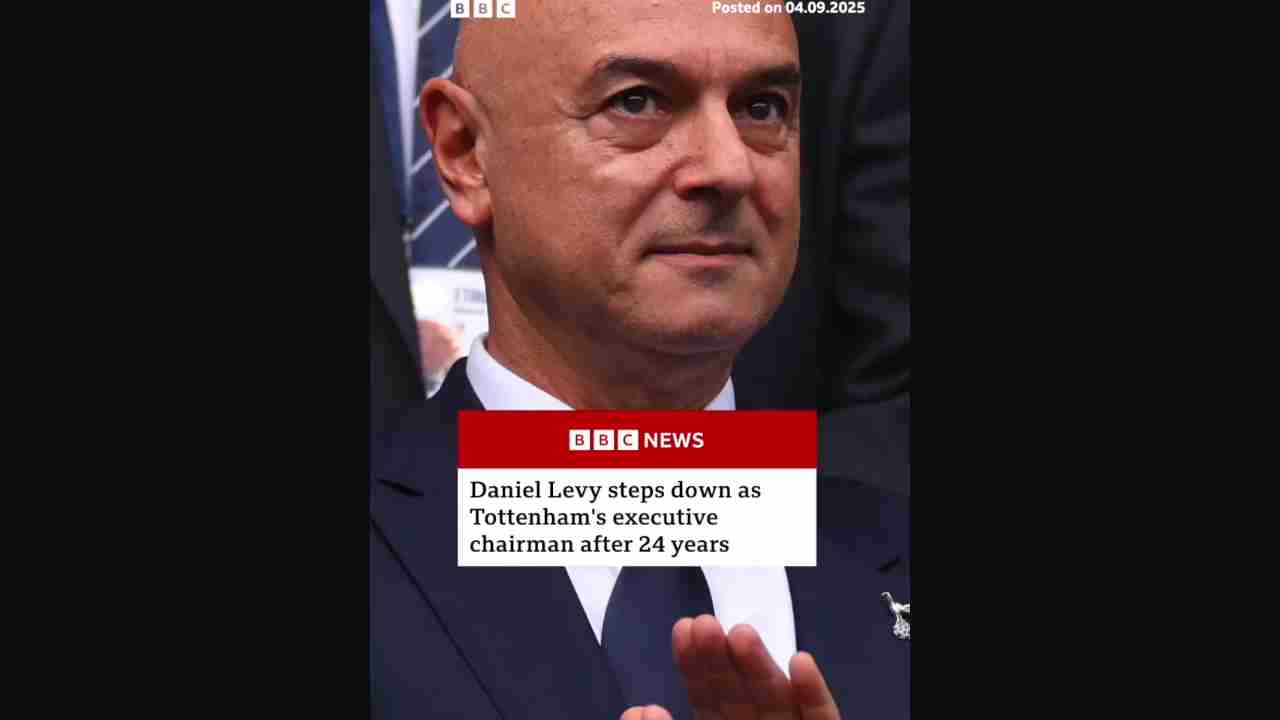 BBC
Posted on 04.09.2025
BBC NEWS
Daniel Levy steps down as
Tottenham's executive
chairman after 24 years